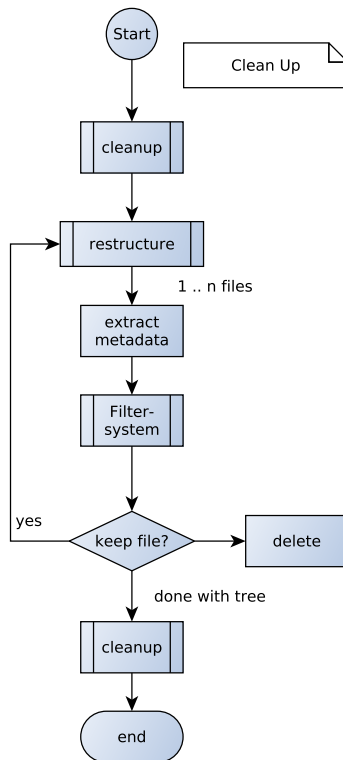 Start
Clean Up
cleanup
restructure
1 .. n files
extract
metadata
Filter-
system
yes
keep file?
delete
done with tree
cleanup
end